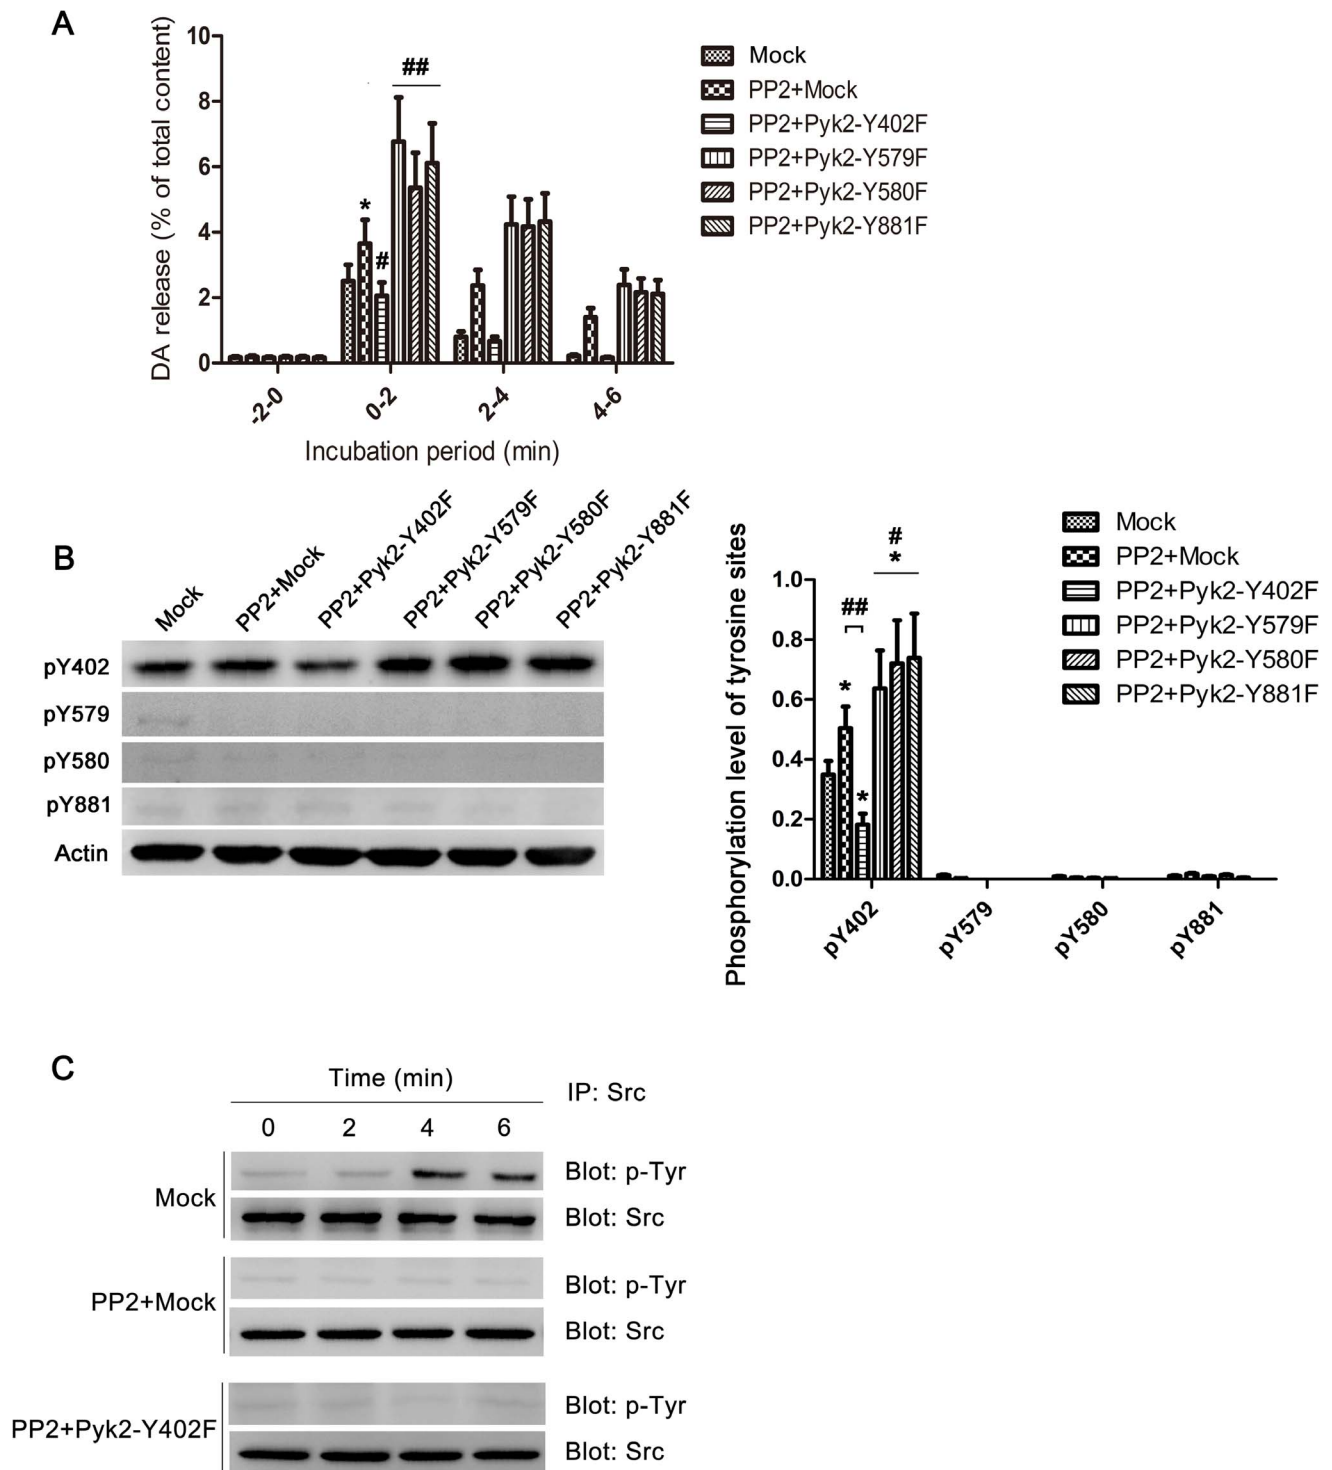 A
DA release (% of total content)
10
8
6
4
2
0
*
#
##
-2-0
0-2
2-4
4-6
Incubation period (min)
Mock
PP2+Mock
PP2+Pyk2-Y402F
PP2+Pyk2-Y579F
PP2+Pyk2-Y580F
PP2+Pyk2-Y881F
B
Mock
PP2+Mock
PP2+Pyk2-Y402F
PP2+Pyk2-Y579F
PP2+Pyk2-Y580F
PP2+Pyk2-Y881F
pY402
pY579
pY580
pY881
Actin
Phosphorylation level of tyrosine sites
1.0
0.8
0.6
0.4
0.2
0.0
*
##
*
#
*
pY402
pY579
pY580
pY881
Mock
PP2+Mock
PP2+Pyk2-Y402F
PP2+Pyk2-Y579F
PP2+Pyk2-Y580F
PP2+Pyk2-Y881F
C
Time (min)
IP: Src
0 2 4 6
Mock
Blot: p-Tyr
Blot: Src
PP2+Mock
Blot: p-Tyr
Blot: Src
PP2+Pyk2-Y402F
Blot: p-Tyr
Blot: Src